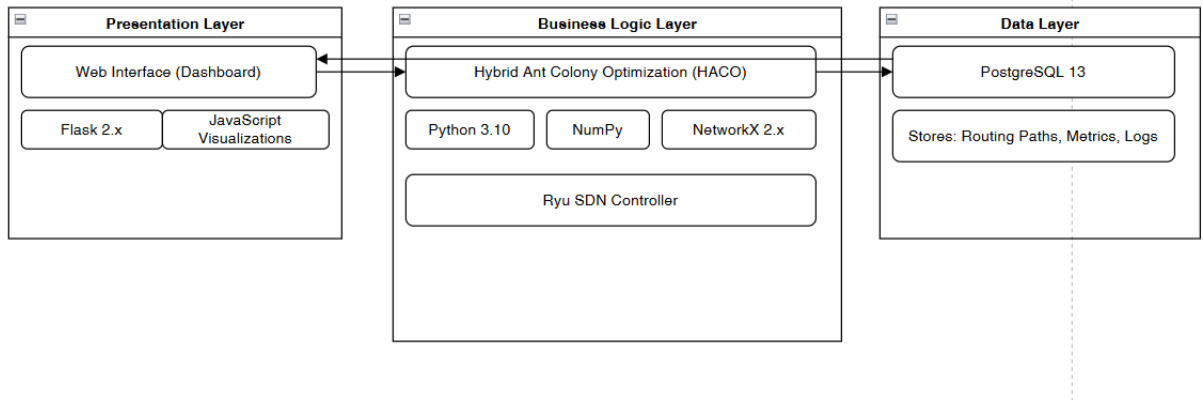 Presentation Layer
Web Interface (Dashboard)
Flask 2.x
JavaScript
Visualizations
Business Logic Layer
Hybrid Ant Colony Optimization (HACO)
Python 3.10
NumPy
NetworkX 2.x
Ryu SDN Controller
Data Layer
PostgreSQL 13
Stores: Routing Paths, Metrics, Logs